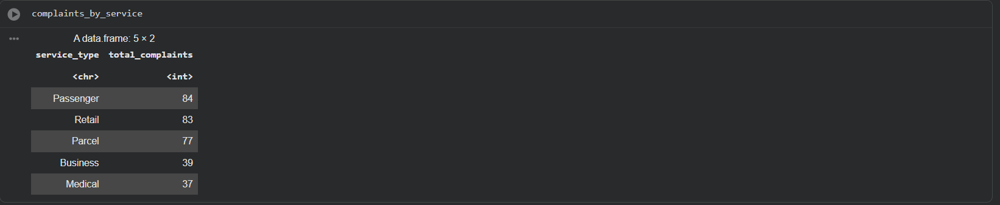 complaints_by_service
A data.frame: 5 × 2
service_type total_complaints
<chr> <int>
Passenger 84
Retail 83
Parcel 77
Business 39
Medical 37